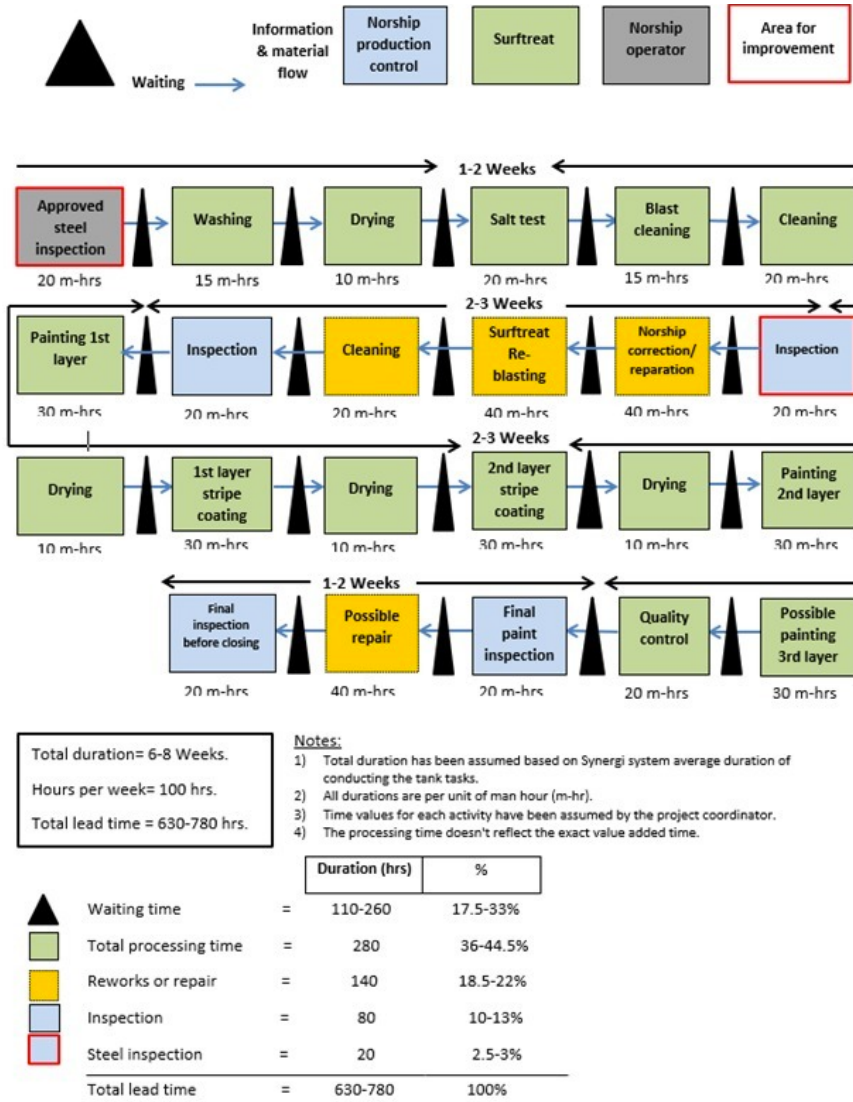 Waiting
Information
& material
flow
Norship
production
control
Surftreat
Norship
operator
Area for
improvement
1-2 Weeks
Approved
steel
inspection
Washing
Drying
Salt test
Blast
cleaning
Cleaning
20 m-hrs
15 m-hrs
10 m-hrs
20 m-hrs
15 m-hrs
20 m-hrs
2-3 Weeks
Painting 1st
layer
Inspection
Cleaning
Surftreat
Re-
blasting
Norship
correction/
reparation
Inspection
30 m-hrs
20 m-hrs
20 m-hrs
40 m-hrs
40 m-hrs
20 m-hrs
2-3 Weeks
Drying
1st layer
stripe
coating
Drying
2nd layer
stripe
coating
Drying
Painting
2nd layer
10 m-hrs
30 m-hrs
10 m-hrs
30 m-hrs
10 m-hrs
30 m-hrs
1-2 Weeks
Final
inspection
before closing
Possible
repair
Final
paint
inspection
Quality
control
Possible
painting
3rd layer
20 m-hrs
40 m-hrs
20 m-hrs
20 m-hrs
30 m-hrs
Total duration= 6-8 Weeks.
Hours per week= 100 hrs.
Total lead time = 630-780 hrs.
Notes:
1) Total duration has been assumed based on Synergi system average duration of
conducting the tank tasks.
2) All durations are per unit of man hour (m-hr).
3) Time values for each activity have been assumed by the project coordinator.
4) The processing time doesn't reflect the exact value added time.
Duration (hrs) %
Waiting time = 110-260 17.5-33%
Total processing time = 280 36-44.5%
Reworks or repair = 140 18.5-22%
Inspection = 80 10-13%
Steel inspection = 20 2.5-3%
Total lead time = 630-780 100%